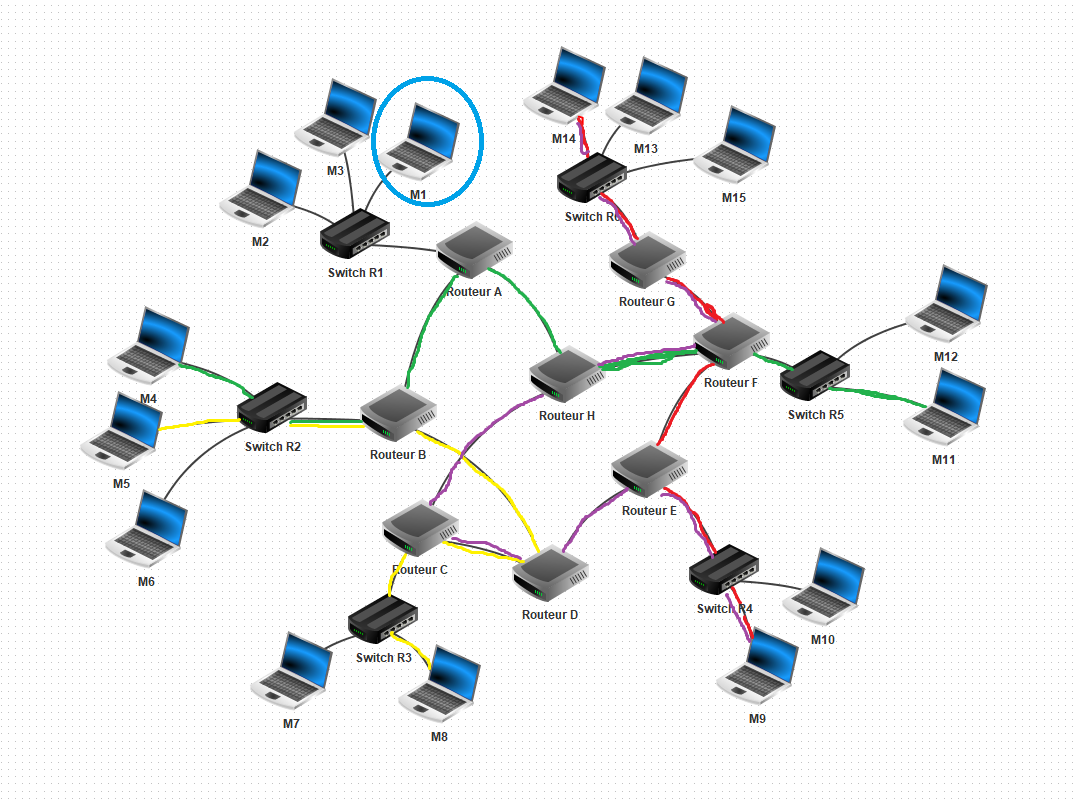 M14
M13
M3
M1
M15
Switch R6
M2
Switch R1
Routeur A
Routeur G
M12
Routeur F
M4
Routeur H
Switch R5
Switch R2
Routeur B
M11
M5
Routeur E
Routeur C
M6
Switch R4
Routeur D
M10
Switch R3
M9
M7
M8